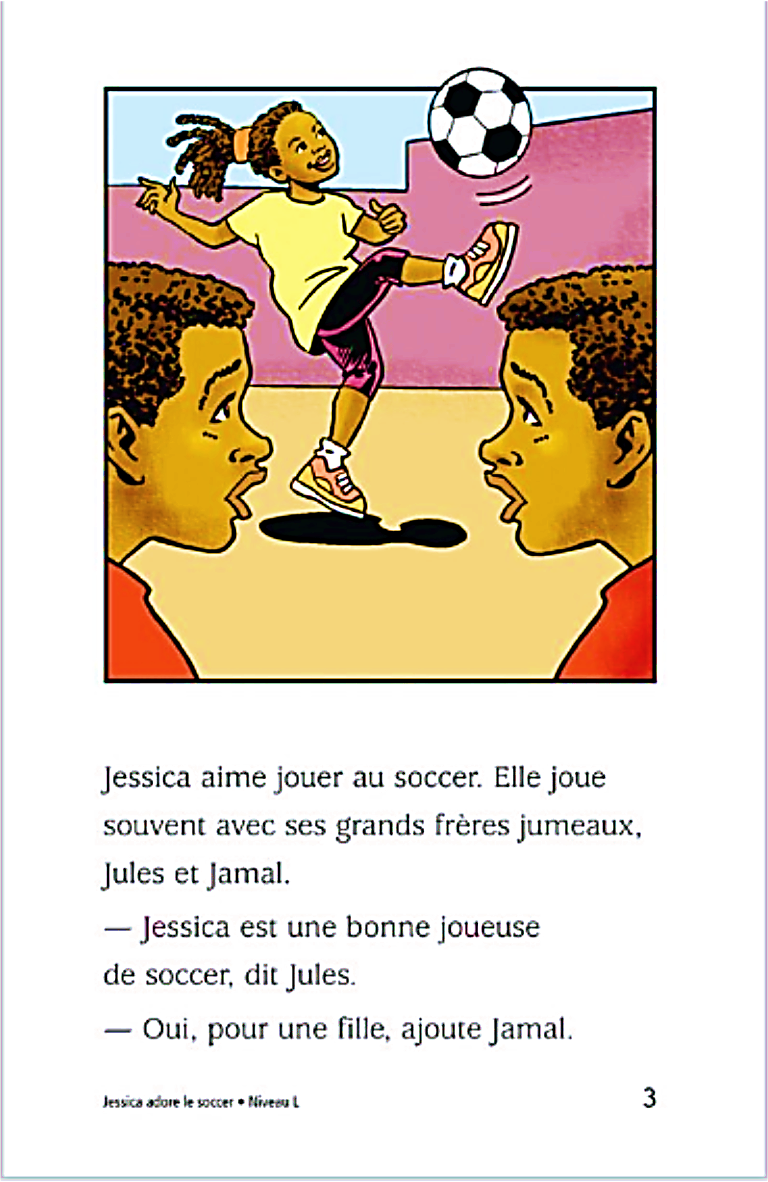 Jessica aime jouer au soccer. Elle joue
souvent avec ses grands frères jumeaux,
Jules et Jamal.
— Jessica est une bonne joueuse
de soccer, dit Jules.
— Oui, pour une fille, ajoute Jamal.
Jessica adore le soccer • Niveau L
3